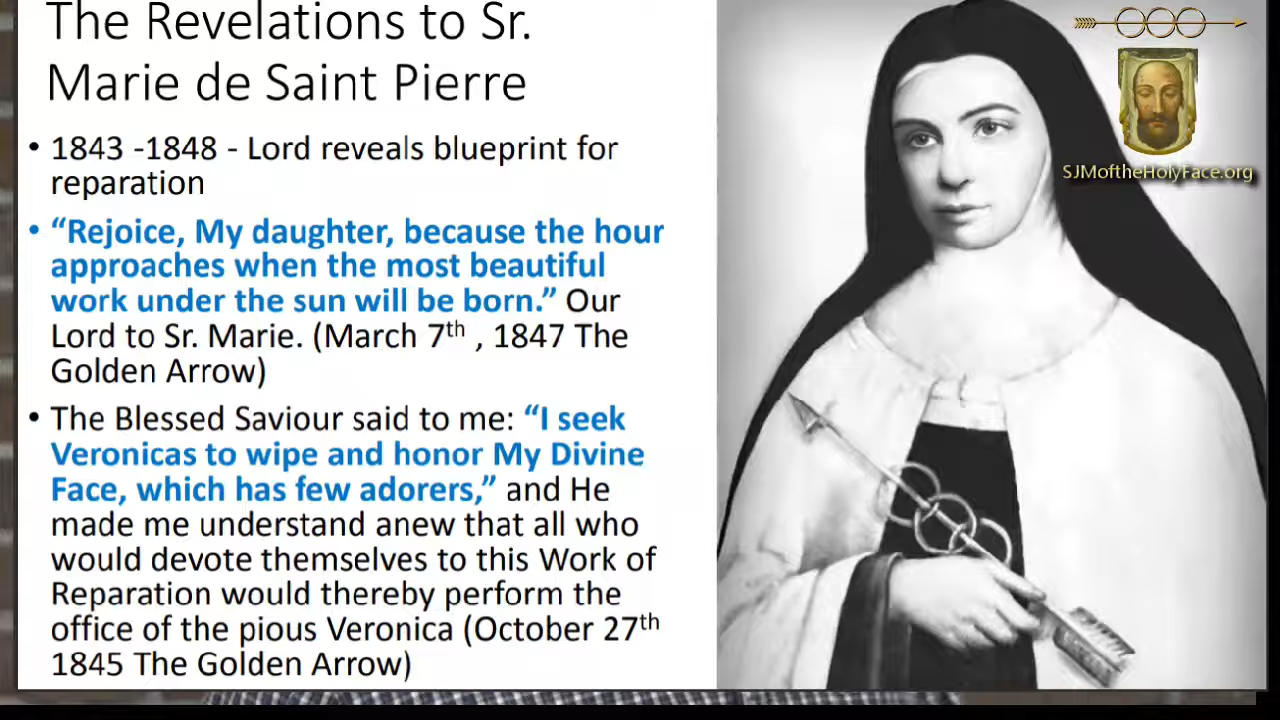 The Revelations to Sr.
Marie de Saint Pierre
• 1843 -1848 - Lord reveals blueprint for
reparation
• “Rejoice, My daughter, because the hour
approaches when the most beautiful
work under the sun will be born.” Our
Lord to Sr. Marie. (March 7th , 1847 The
Golden Arrow)
• The Blessed Saviour said to me: “I seek
Veronicas to wipe and honor My Divine
Face, which has few adorers,” and He
made me understand anew that all who
would devote themselves to this Work of
Reparation would thereby perform the
office of the pious Veronica (October 27th
1845 The Golden Arrow)
SJMoftheHolyFace.org